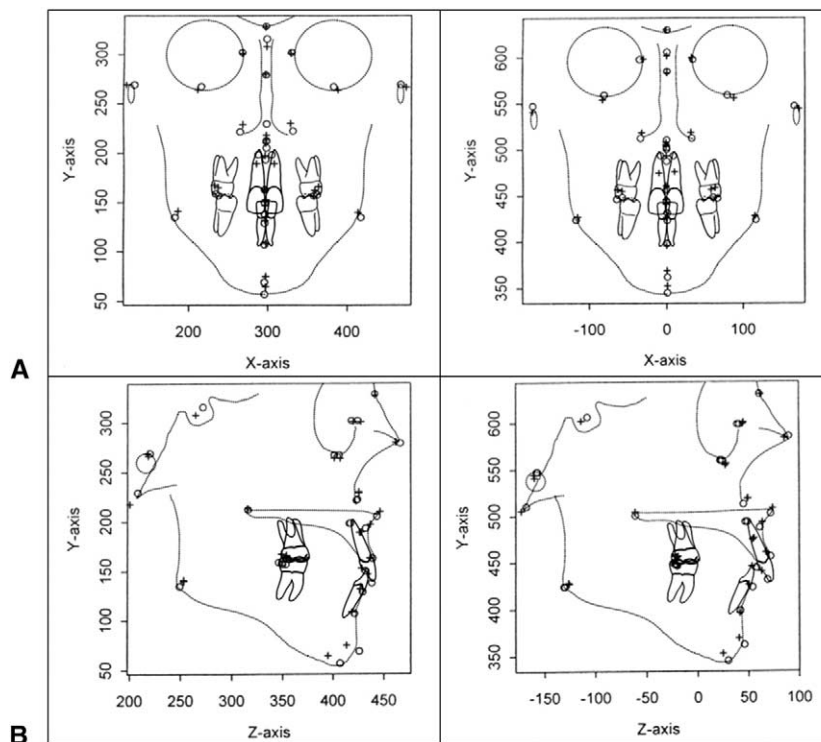 A
Y-axis
50 100 150 200 250 300
200 300 400
X-axis
Y-axis
350 400 450 500 550 600
-100 0 100
X-axis
B
Y-axis
50 100 150 200 250 300
200 250 300 350 400 450
Z-axis
Y-axis
350 400 450 500 550 600
-150 -100 -50 0 50 100
Z-axis